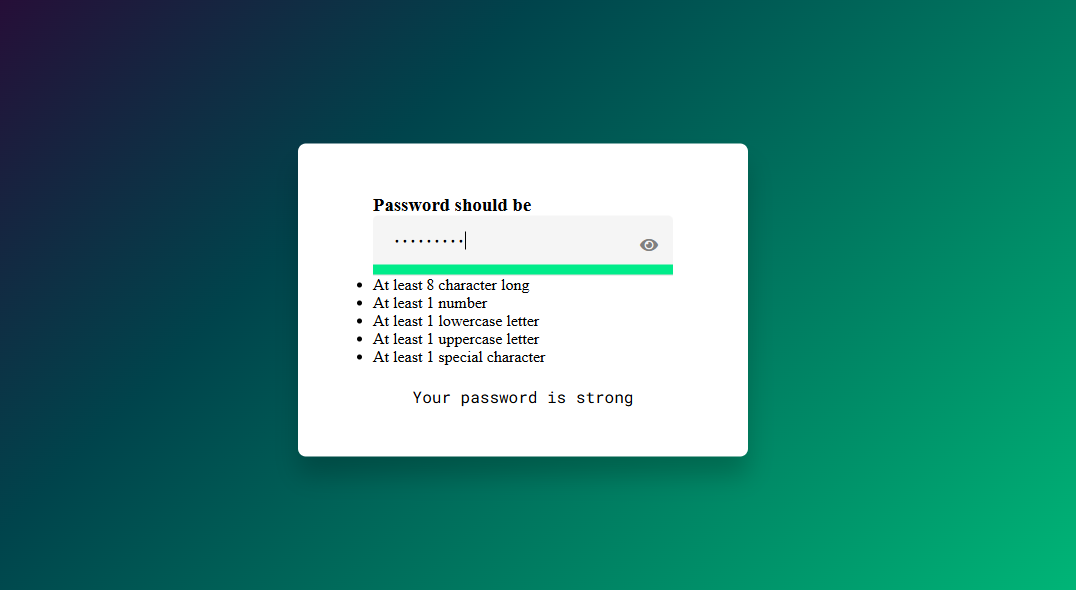 Password should be
•••••••••
• At least 8 character long
• At least 1 number
• At least 1 lowercase letter
• At least 1 uppercase letter
• At least 1 special character
Your password is strong